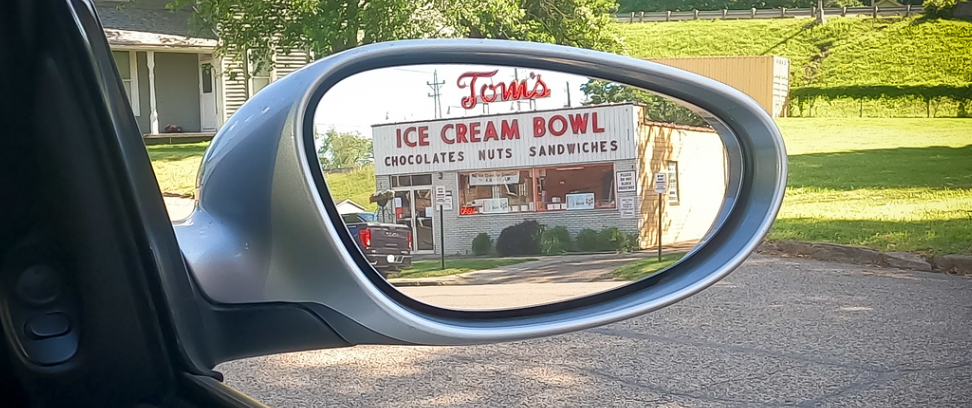 Tom's
ICE CREAM BOWL
CHOCOLATES NUTS SANDWICHES